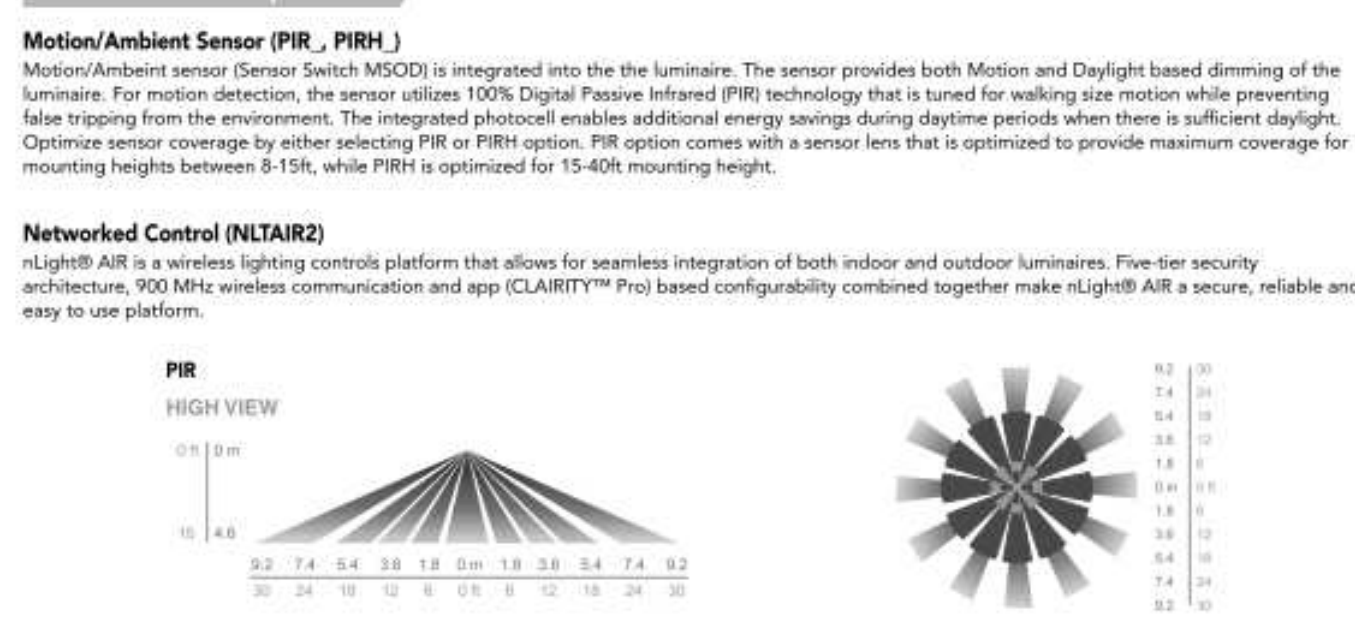 Motion/Ambient Sensor (PIR_, PIRH_)
Motion/Ambeint sensor (Sensor Switch MSOD) is integrated into the the luminaire. The sensor provides both Motion and Daylight based dimming of the
luminaire. For motion detection, the sensor utilizes 100% Digital Passive Infrared (PIR) technology that is tuned for walking size motion while preventing
false tripping from the environment. The integrated photocell enables additional energy savings during daytime periods when there is sufficient daylight.
Optimize sensor coverage by either selecting PIR or PIRH option. PIR option comes with a sensor lens that is optimized to provide maximum coverage for
mounting heights between 8-15ft, while PIRH is optimized for 15-40ft mounting height.
Networked Control (NLTAIR2)
nLight® AIR is a wireless lighting controls platform that allows for seamless integration of both indoor and outdoor luminaires. Five-tier security
architecture, 900 MHz wireless communication and app (CLAIRITY™ Pro) based configurability combined together make nLight® AIR a secure, reliable and
easy to use platform.
PIR
HIGH VIEW
0 ft 0 m
15 4.6
9.2 7.4 5.4 3.6 1.8 0 m 1.8 3.6 5.4 7.4 9.2
30 24 18 12 6 0 ft 6 12 18 24 30
9.2 30
7.4 24
5.4 18
3.6 12
1.8 6
0 m 0 ft
1.8 6
3.6 12
5.4 18
7.4 24
9.2 30